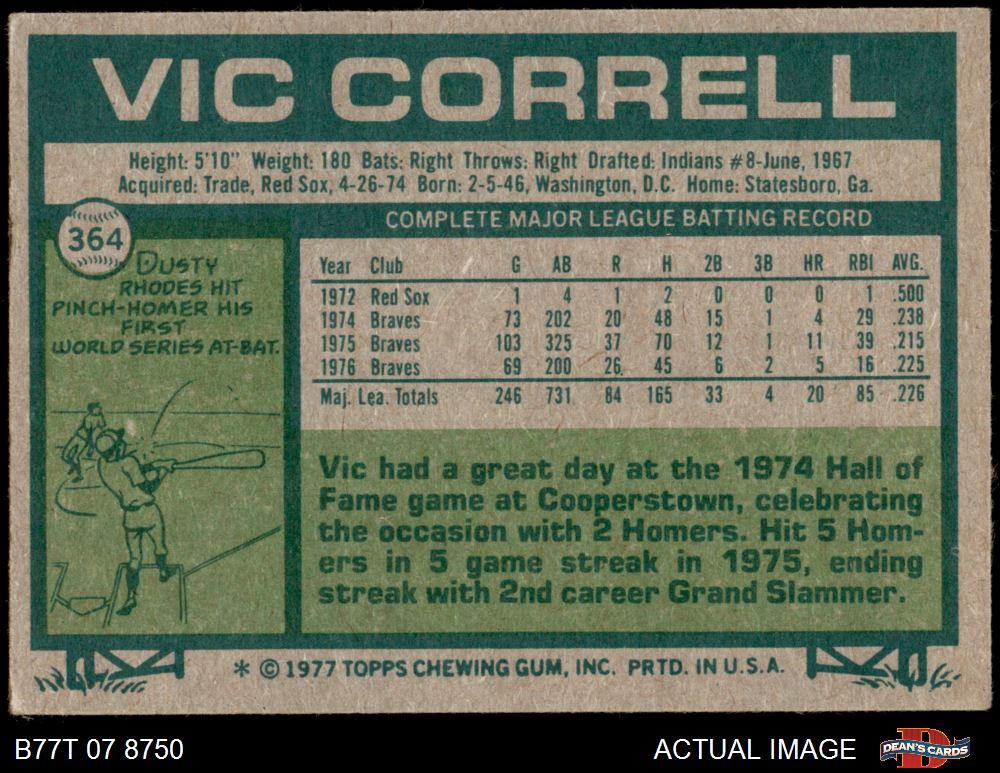 VIC CORRELL
Height: 5'10" Weight: 180 Bats: Right Throws: Right Drafted: Indians #8-June, 1967
Acquired: Trade, Red Sox, 4-26-74 Born: 2-5-46, Washington, D.C. Home: Statesboro, Ga.
364
DUSTY
RHODES HIT
PINCH-HOMER HIS
FIRST
WORLD SERIES AT-BAT.
COMPLETE MAJOR LEAGUE BATTING RECORD
Year Club G AB R H 2B 3B HR RBI AVG.
1972 Red Sox 1 4 1 2 0 0 0 1 .500
1974 Braves 73 202 20 48 15 1 4 29 .238
1975 Braves 103 325 37 70 12 1 11 39 .215
1976 Braves 69 200 26 45 6 2 5 16 .225
Maj. Lea. Totals 246 731 84 165 33 4 20 85 .226
Vic had a great day at the 1974 Hall of
Fame game at Cooperstown, celebrating
the occasion with 2 Homers. Hit 5 Hom-
ers in 5 game streak in 1975, ending
streak with 2nd career Grand Slammer.
* © 1977 TOPPS CHEWING GUM, INC. PRTD. IN U.S.A.
B77T 07 8750
ACTUAL IMAGE
DEAN'S CARDS